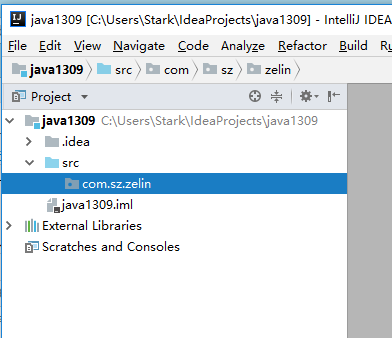 java1309 [C:\Users\Stark\IdeaProjects\java1309] - IntelliJ IDEA
File Edit View Navigate Code Analyze Refactor Build Run
java1309 src com sz zelin
Project
java1309 C:\Users\Stark\IdeaProjects\java1309
.idea
src
com.sz.zelin
java1309.iml
External Libraries
Scratches and Consoles